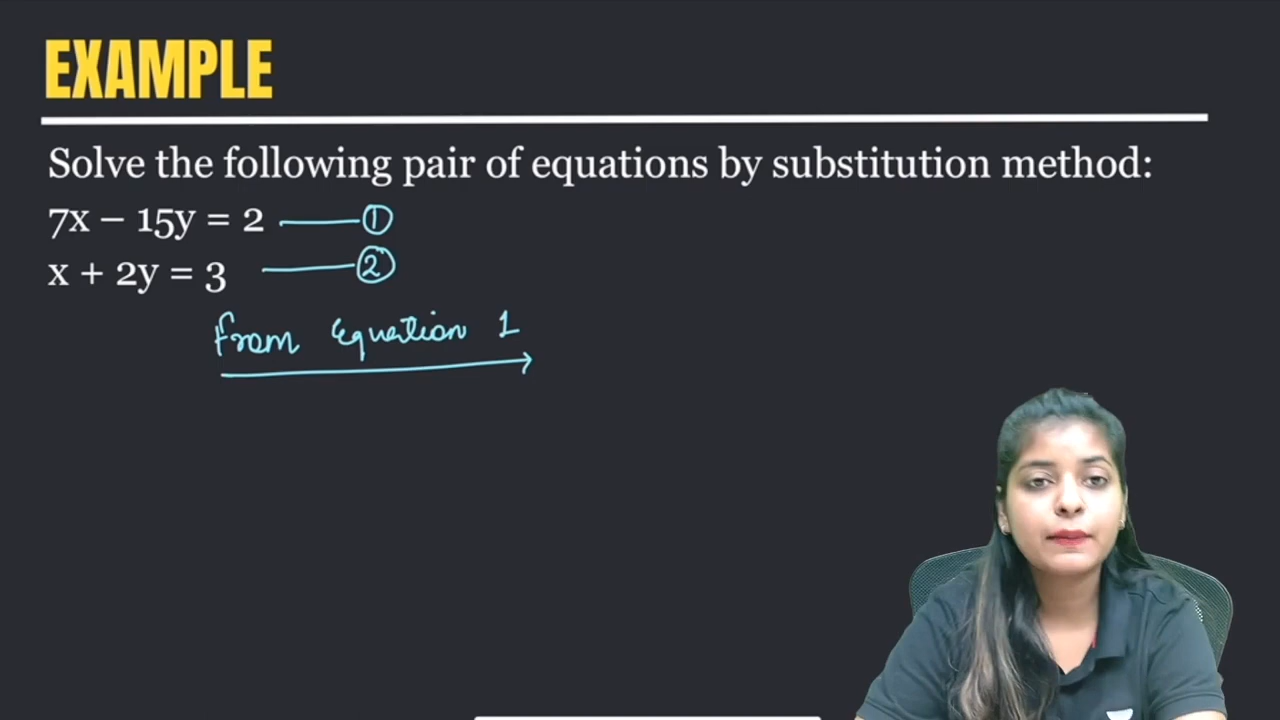 EXAMPLE
Solve the following pair of equations by substitution method:
7x – 15y = 2 —— ①
x + 2y = 3 —— ②
From Equation 1